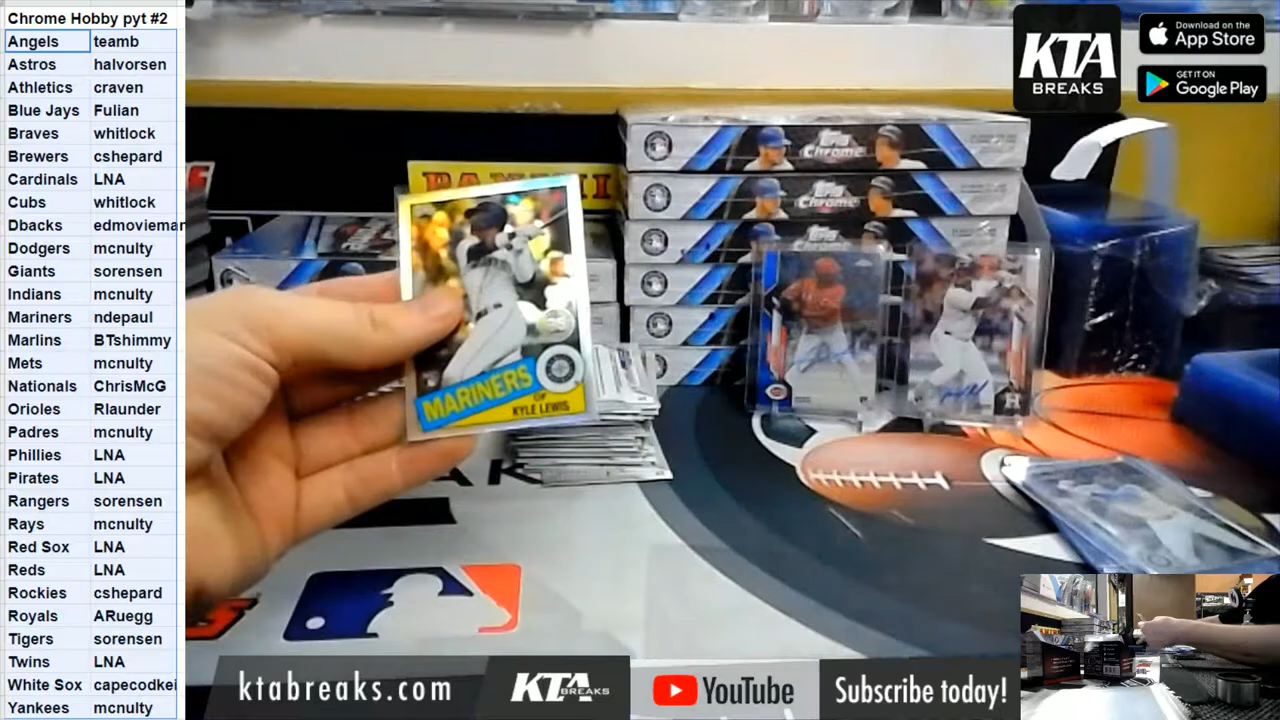 Chrome Hobby pyt #2
Angels teamb
Astros halvorsen
Athletics craven
Blue Jays Fulian
Braves whitlock
Brewers cshepard
Cardinals LNA
Cubs whitlock
Dbacks edmovieman
Dodgers mcnulty
Giants sorensen
Indians mcnulty
Mariners ndepaul
Marlins BTshimmy
Mets mcnulty
Nationals ChrisMcG
Orioles Rlaunder
Padres mcnulty
Phillies LNA
Pirates LNA
Rangers sorensen
Rays mcnulty
Red Sox LNA
Reds LNA
Rockies cshepard
Royals ARuegg
Tigers sorensen
Twins LNA
White Sox capecodkei
Yankees mcnulty
KTA
BREAKS
Download on the
App Store
GET IT ON
Google Play
PANINI
Topps
Chrome
Topps
Chrome
MARINERS
OF
KYLE LEWIS
ktabreaks.com
KTA
BREAKS
YouTube
Subscribe today!